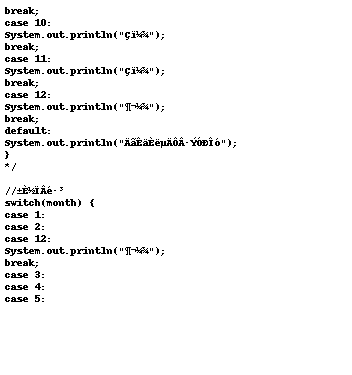 break;
case 10:
System.out.println("Çï¼¾");
break;
case 11:
System.out.println("Çï¼¾");
break;
case 12:
System.out.println("¶¬¼¾");
break;
default:
System.out.println("ÄãÊäÈëµÄÔÂ·ÝÓÐÎó");
}
*/
//±È½ÏÂé·³
switch(month) {
case 1:
case 2:
case 12:
System.out.println("¶¬¼¾");
break;
case 3:
case 4:
case 5: